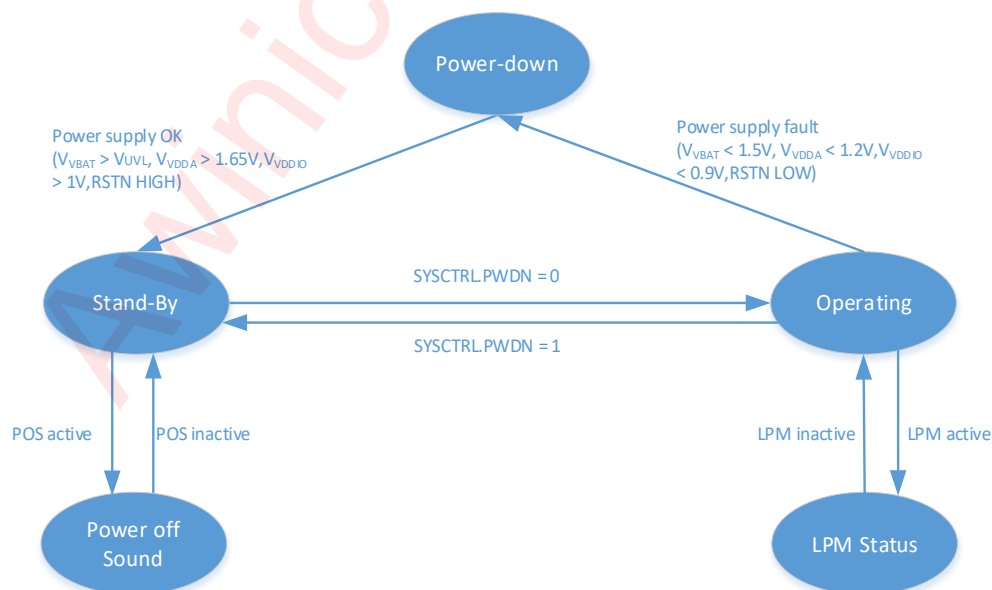 Power-down
Power supply OK
(VVBAT > VUVL, VVDDA > 1.65V,VVDDIO
> 1V,RSTN HIGH)
Power supply fault
(VVBAT < 1.5V, VVDDA < 1.2V,VVDDIO
< 0.9V,RSTN LOW)
Stand-By
SYSCTRL.PWDN = 0
Operating
SYSCTRL.PWDN = 1
POS active
POS inactive
LPM inactive
LPM active
Power off
Sound
LPM Status
Awinic